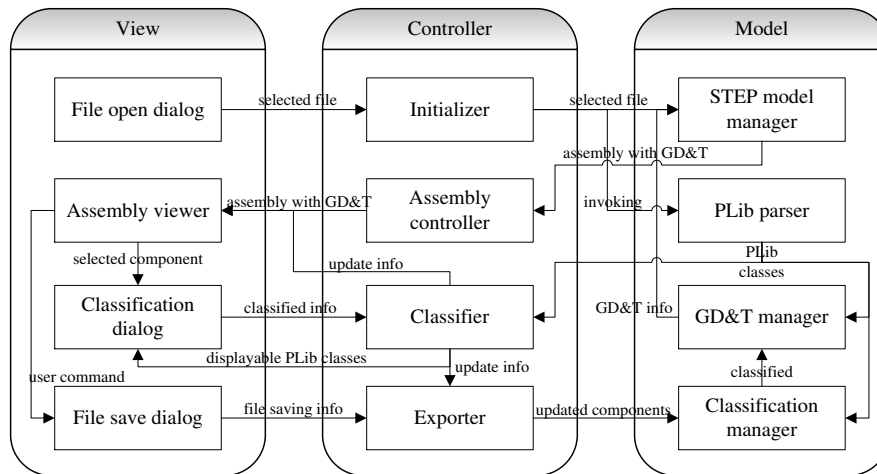 View
Controller
Model
File open dialog
selected file
Initializer
selected file
STEP model
manager
assembly with GD&T
Assembly viewer
assembly with GD&T
Assembly
controller
invoking
PLib parser
selected component
update info
PLib
classes
Classification
dialog
classified info
Classifier
GD&T info
GD&T manager
displayable PLib classes
update info
classified
user command
File save dialog
file saving info
Exporter
updated components
Classification
manager